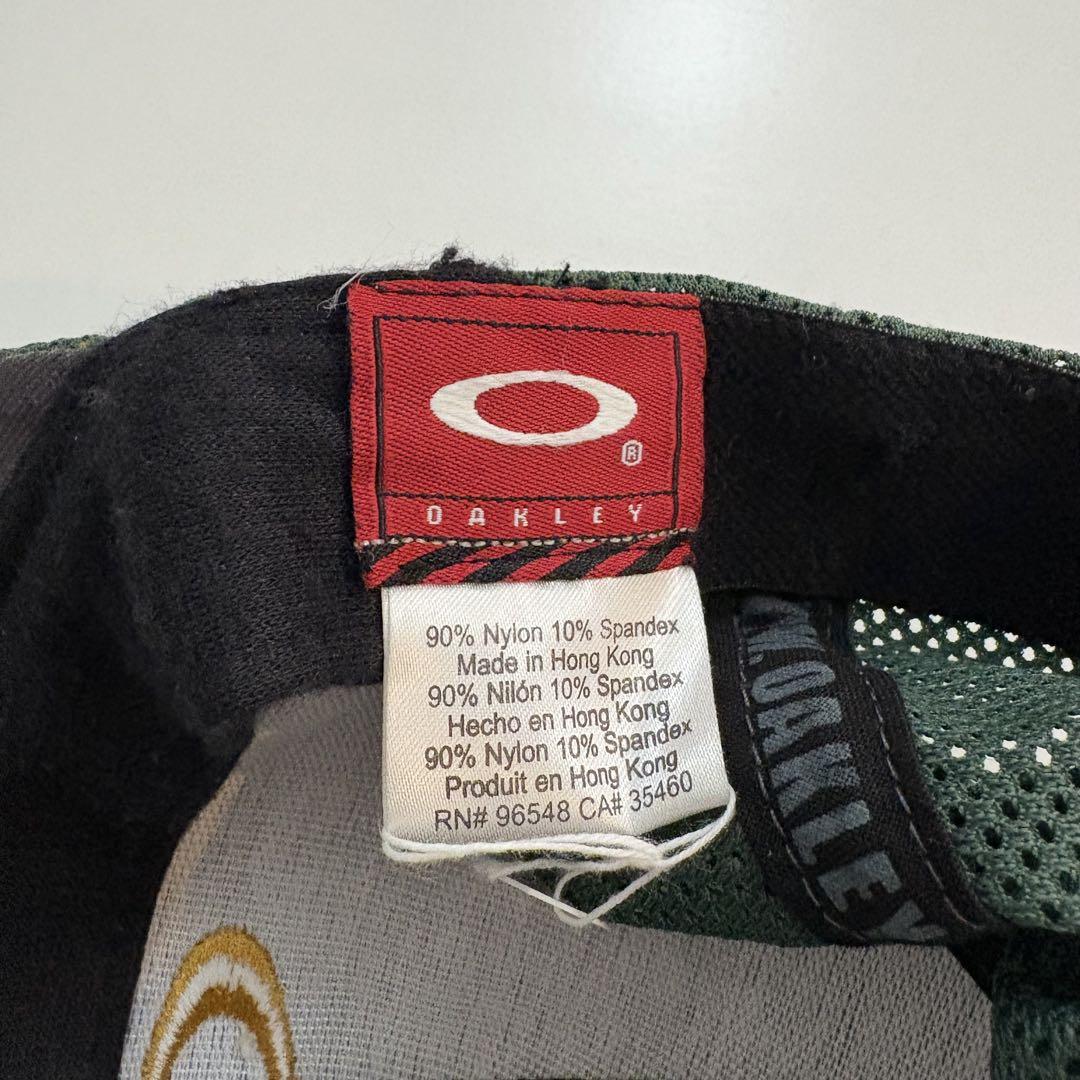 ®
OAKLEY
90% Nylon 10% Spandex
Made in Hong Kong
90% Nilón 10% Spandex
Hecho en Hong Kong
90% Nylon 10% Spandex
Produit en Hong Kong
RN# 96548 CA# 35460
OAKLEY